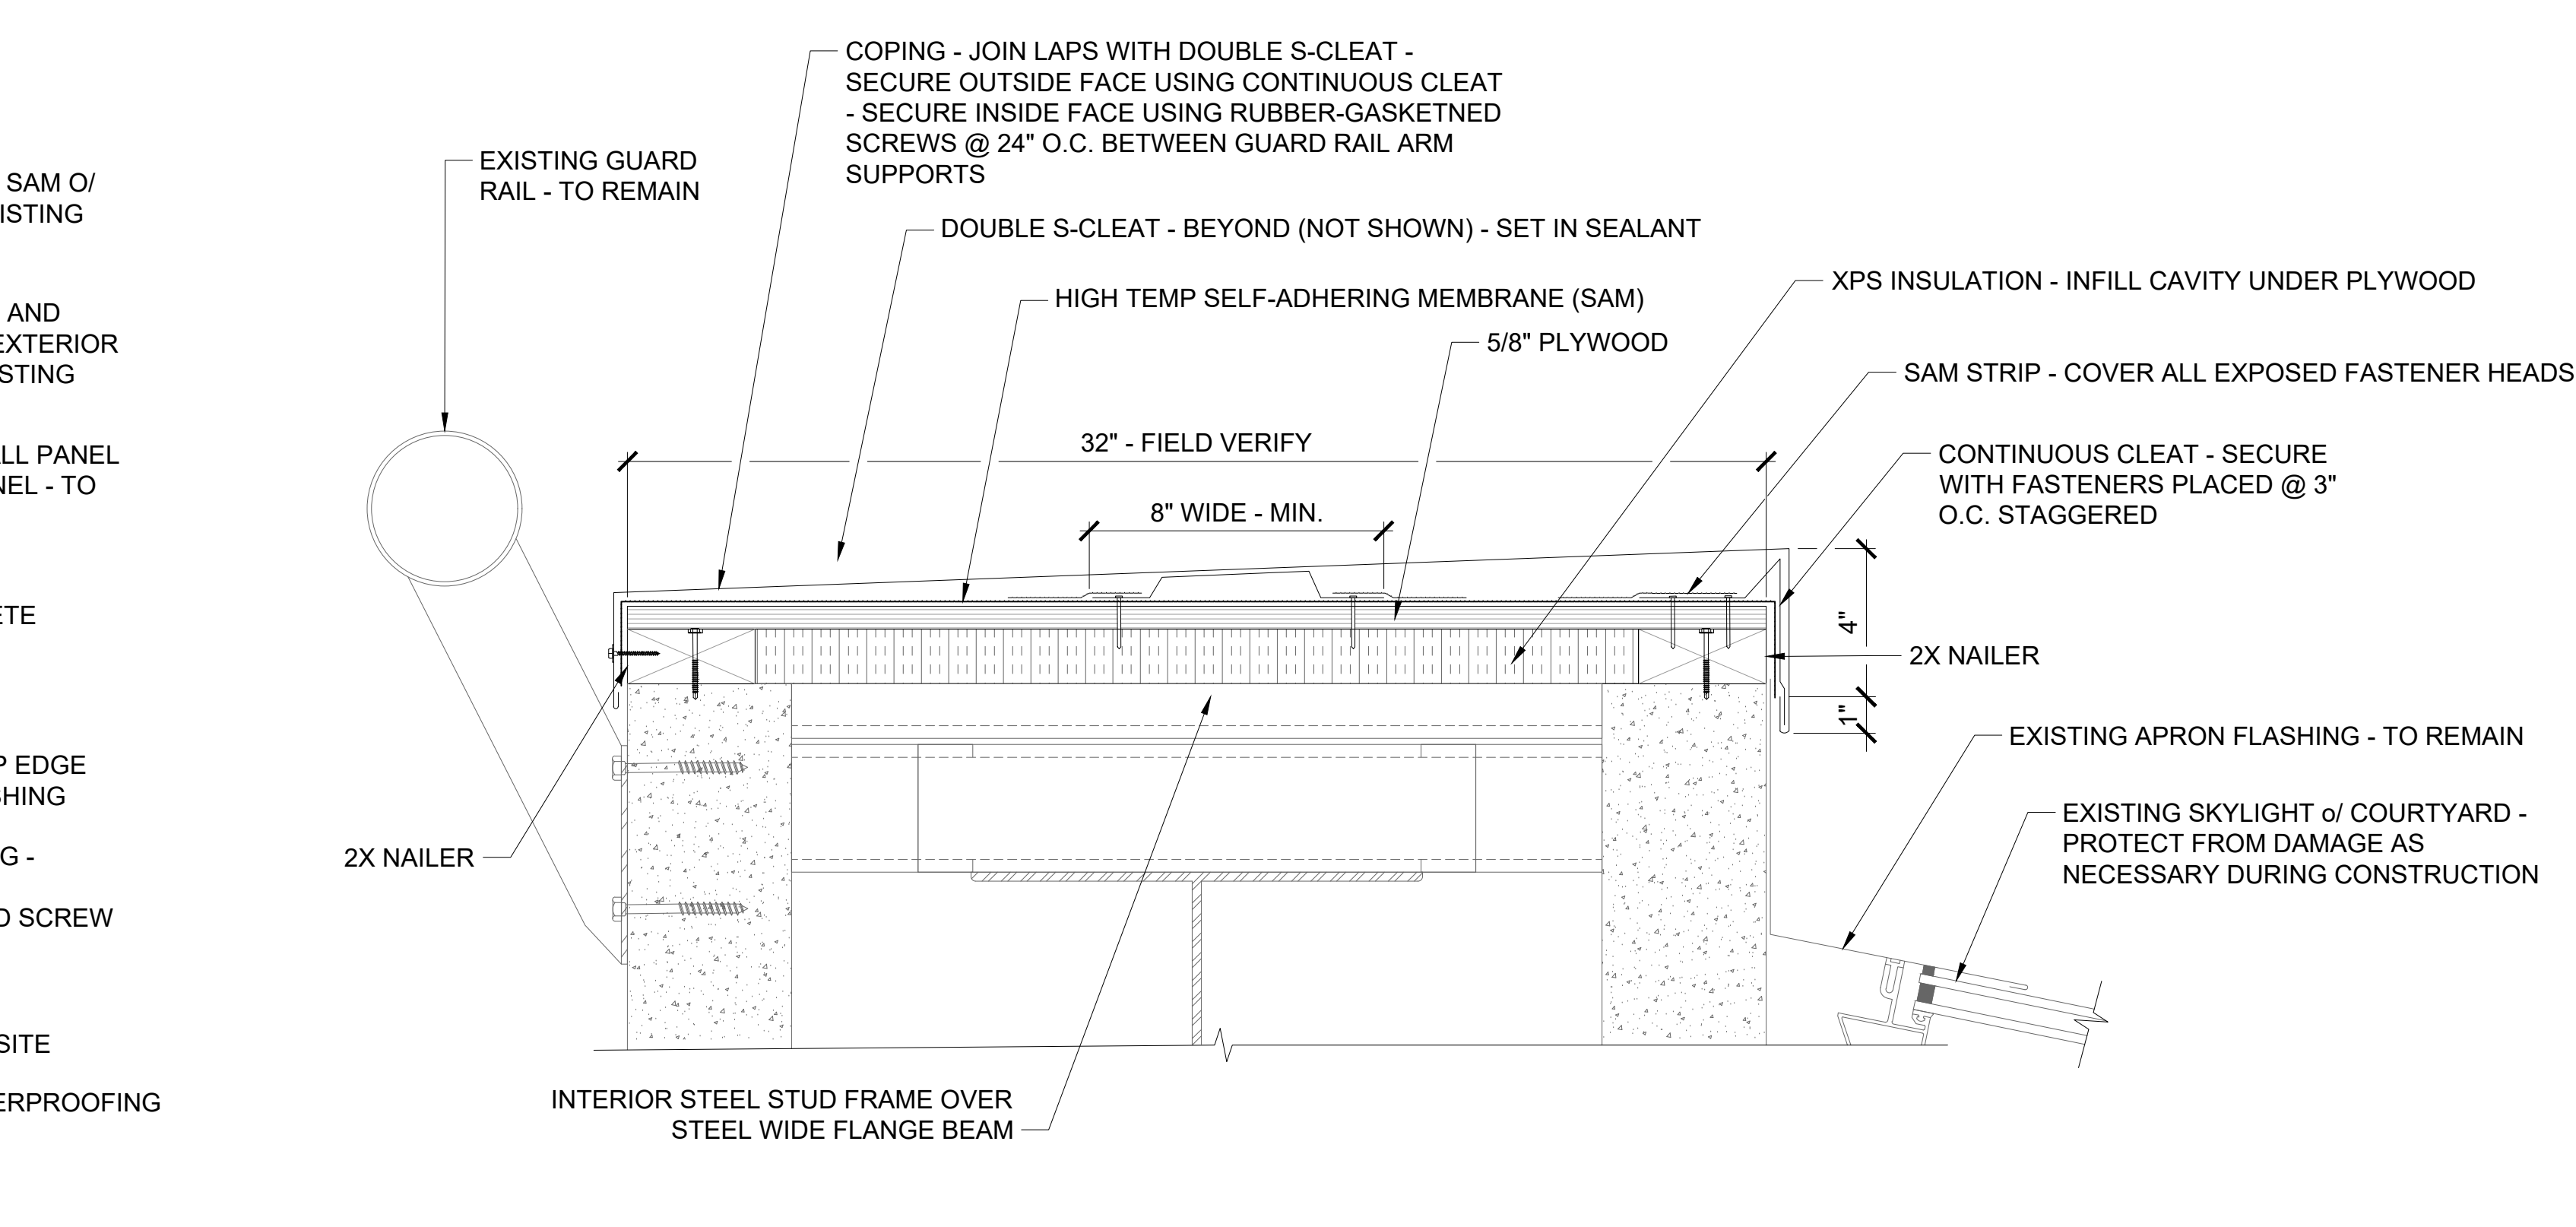 SAM O/
ISTING
AND
EXTERIOR
STING
ALL PANEL
NEL - TO
ETE
P EDGE
SHING
G -
D SCREW
SITE
ERPROOFING
EXISTING GUARD
RAIL - TO REMAIN
COPING - JOIN LAPS WITH DOUBLE S-CLEAT -
SECURE OUTSIDE FACE USING CONTINUOUS CLEAT
- SECURE INSIDE FACE USING RUBBER-GASKETNED
SCREWS @ 24" O.C. BETWEEN GUARD RAIL ARM
SUPPORTS
DOUBLE S-CLEAT - BEYOND (NOT SHOWN) - SET IN SEALANT
HIGH TEMP SELF-ADHERING MEMBRANE (SAM)
5/8" PLYWOOD
XPS INSULATION - INFILL CAVITY UNDER PLYWOOD
SAM STRIP - COVER ALL EXPOSED FASTENER HEADS
32" - FIELD VERIFY
8" WIDE - MIN.
CONTINUOUS CLEAT - SECURE
WITH FASTENERS PLACED @ 3"
O.C. STAGGERED
4"
2X NAILER
1"
EXISTING APRON FLASHING - TO REMAIN
EXISTING SKYLIGHT o/ COURTYARD -
PROTECT FROM DAMAGE AS
NECESSARY DURING CONSTRUCTION
2X NAILER
INTERIOR STEEL STUD FRAME OVER
STEEL WIDE FLANGE BEAM